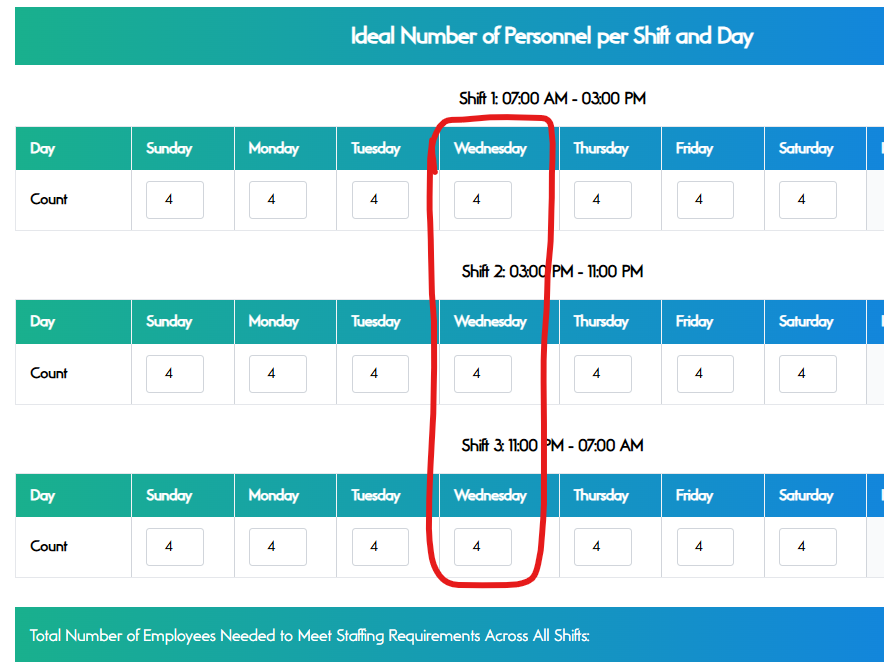 Ideal Number of Personnel per Shift and Day
Shift 1: 07:00 AM - 03:00 PM
Day Sunday Monday Tuesday Wednesday Thursday Friday Saturday
Count 4 4 4 4 4 4 4
Shift 2: 03:00 PM - 11:00 PM
Day Sunday Monday Tuesday Wednesday Thursday Friday Saturday
Count 4 4 4 4 4 4 4
Shift 3: 11:00 PM - 07:00 AM
Day Sunday Monday Tuesday Wednesday Thursday Friday Saturday
Count 4 4 4 4 4 4 4
Total Number of Employees Needed to Meet Staffing Requirements Across All Shifts: